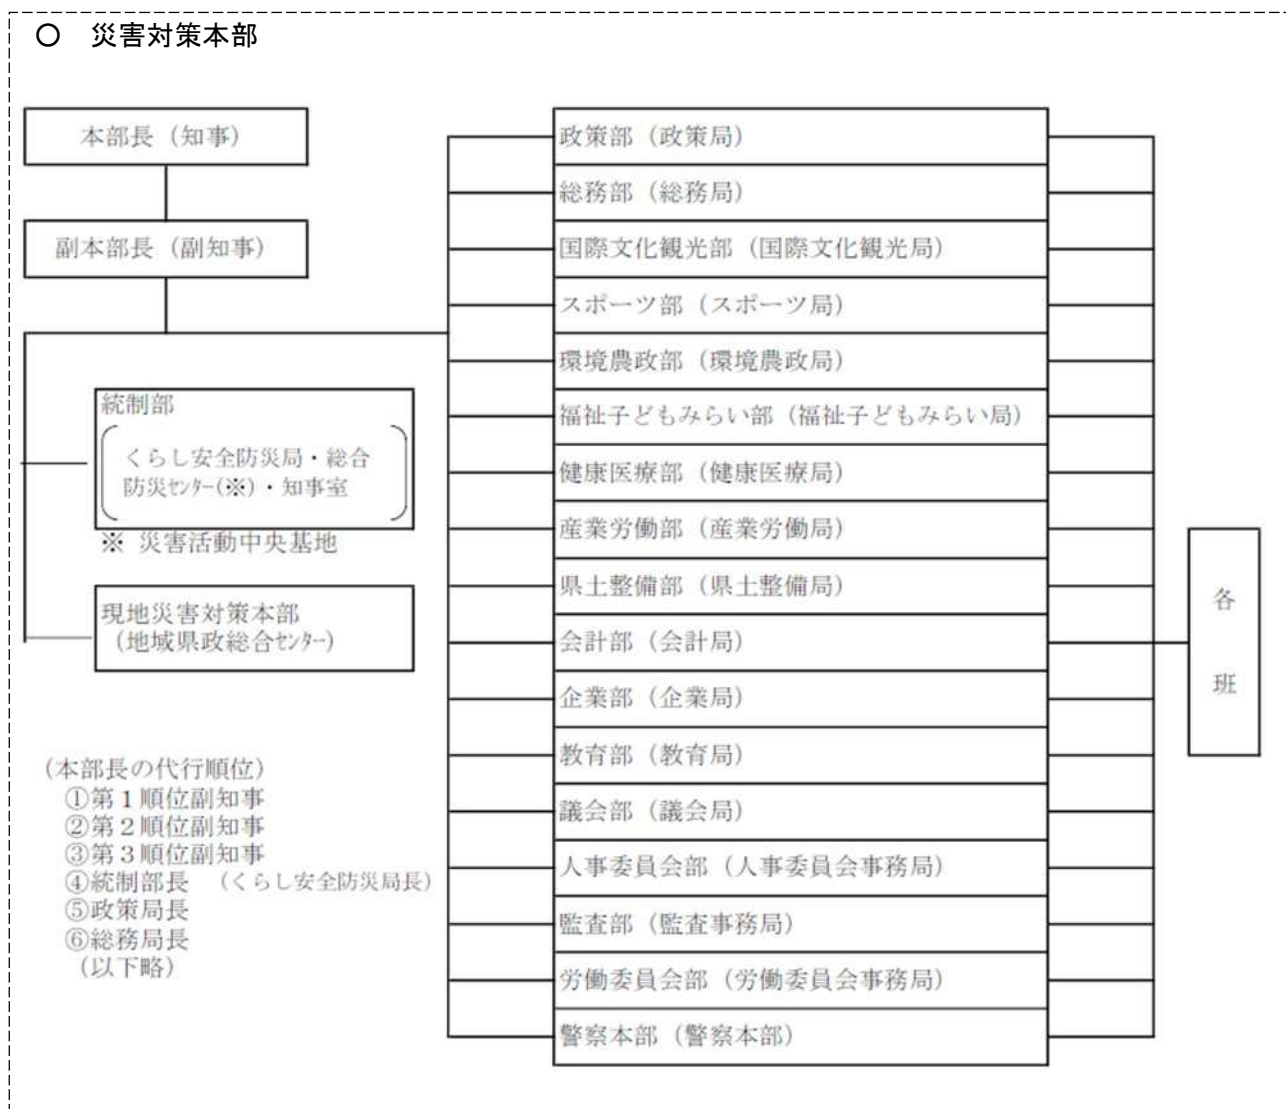 ○　災害対策本部
本部長（知事）
副本部長（副知事）
統制部
くらし安全防災局・総合
防災ｾﾝﾀｰ(※)・知事室
※ 災害活動中央基地
現地災害対策本部
（地域県政総合ｾﾝﾀｰ）
（本部長の代行順位）
①第１順位副知事
②第２順位副知事
③第３順位副知事
④統制部長　（くらし安全防災局長）
⑤政策局長
⑥総務局長
（以下略）
政策部（政策局）
総務部（総務局）
国際文化観光部（国際文化観光局）
スポーツ部（スポーツ局）
環境農政部（環境農政局）
福祉子どもみらい部（福祉子どもみらい局）
健康医療部（健康医療局）
産業労働部（産業労働局）
県土整備部（県土整備局）
会計部（会計局）
企業部（企業局）
教育部（教育局）
議会部（議会局）
人事委員会部（人事委員会事務局）
監査部（監査事務局）
労働委員会部（労働委員会事務局）
警察本部（警察本部）
各
班